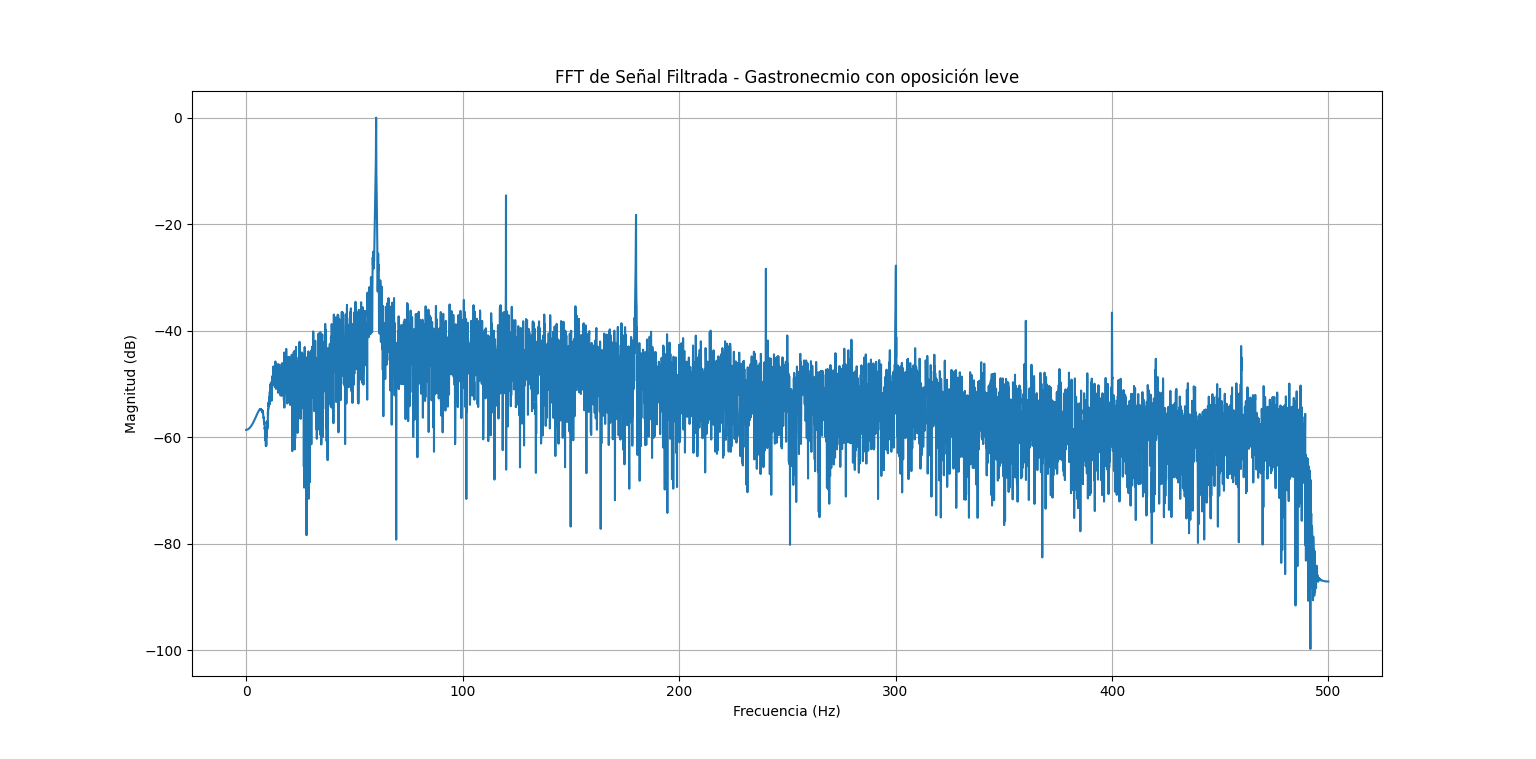 FFT de Señal Filtrada - Gastronecmio con oposición leve
Magnitud (dB)
0
−20
−40
−60
−80
−100
0 100 200 300 400 500
Frecuencia (Hz)